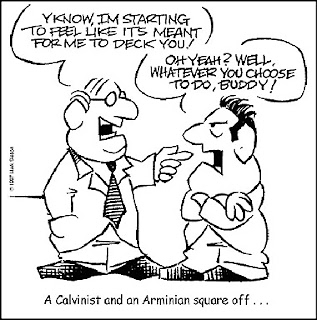 Y'KNOW, I'M STARTING
TO FEEL LIKE IT'S MEANT
FOR ME TO DECK YOU!
OH YEAH? WELL,
WHATEVER YOU CHOOSE
TO DO, BUDDY!
© 1997
A Calvinist and an Arminian square off . . .